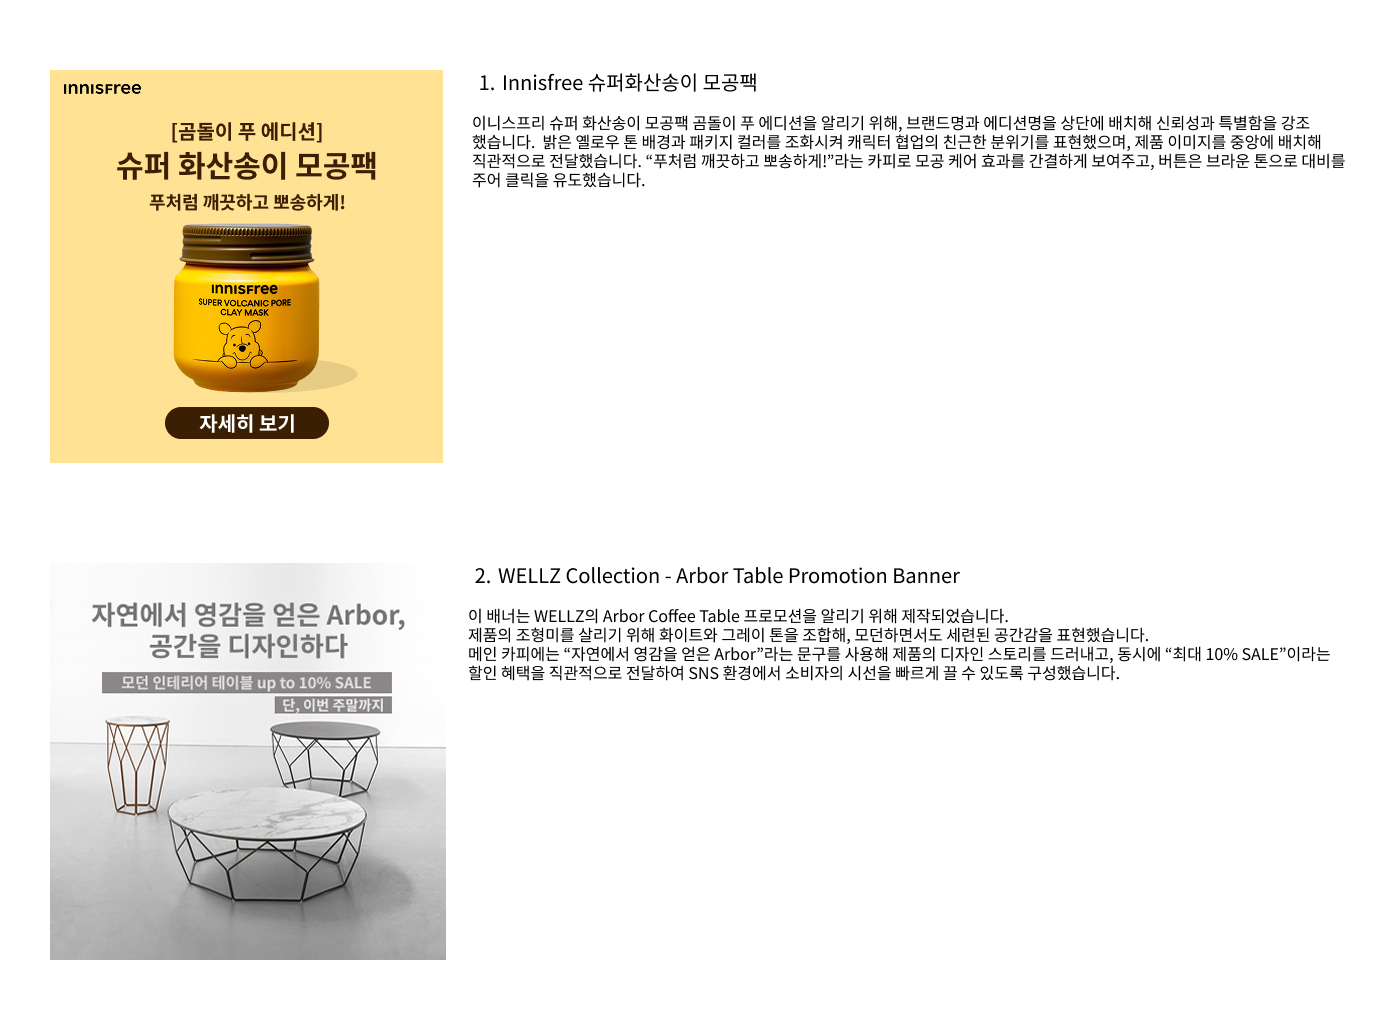 innisfree
[곰돌이 푸 에디션]
슈퍼 화산송이 모공팩
푸처럼 깨끗하고 뽀송하게!
innisfree
SUPER VOLCANIC PORE
CLAY MASK
자세히 보기
1. Innisfree 슈퍼화산송이 모공팩
이니스프리 슈퍼 화산송이 모공팩 곰돌이 푸 에디션을 알리기 위해, 브랜드명과 에디션명을 상단에 배치해 신뢰성과 특별함을 강조
했습니다. 밝은 옐로우 톤 배경과 패키지 컬러를 조화시켜 캐릭터 협업의 친근한 분위기를 표현했으며, 제품 이미지를 중앙에 배치해
직관적으로 전달했습니다. “푸처럼 깨끗하고 뽀송하게!”라는 카피로 모공 케어 효과를 간결하게 보여주고, 버튼은 브라운 톤으로 대비를
주어 클릭을 유도했습니다.
자연에서 영감을 얻은 Arbor,
공간을 디자인하다
모던 인테리어 테이블 up to 10% SALE
단, 이번 주말까지
2. WELLZ Collection - Arbor Table Promotion Banner
이 배너는 WELLZ의 Arbor Coffee Table 프로모션을 알리기 위해 제작되었습니다.
제품의 조형미를 살리기 위해 화이트와 그레이 톤을 조합해, 모던하면서도 세련된 공간감을 표현했습니다.
메인 카피에는 “자연에서 영감을 얻은 Arbor”라는 문구를 사용해 제품의 디자인 스토리를 드러내고, 동시에 “최대 10% SALE”이라는
할인 혜택을 직관적으로 전달하여 SNS 환경에서 소비자의 시선을 빠르게 끌 수 있도록 구성했습니다.